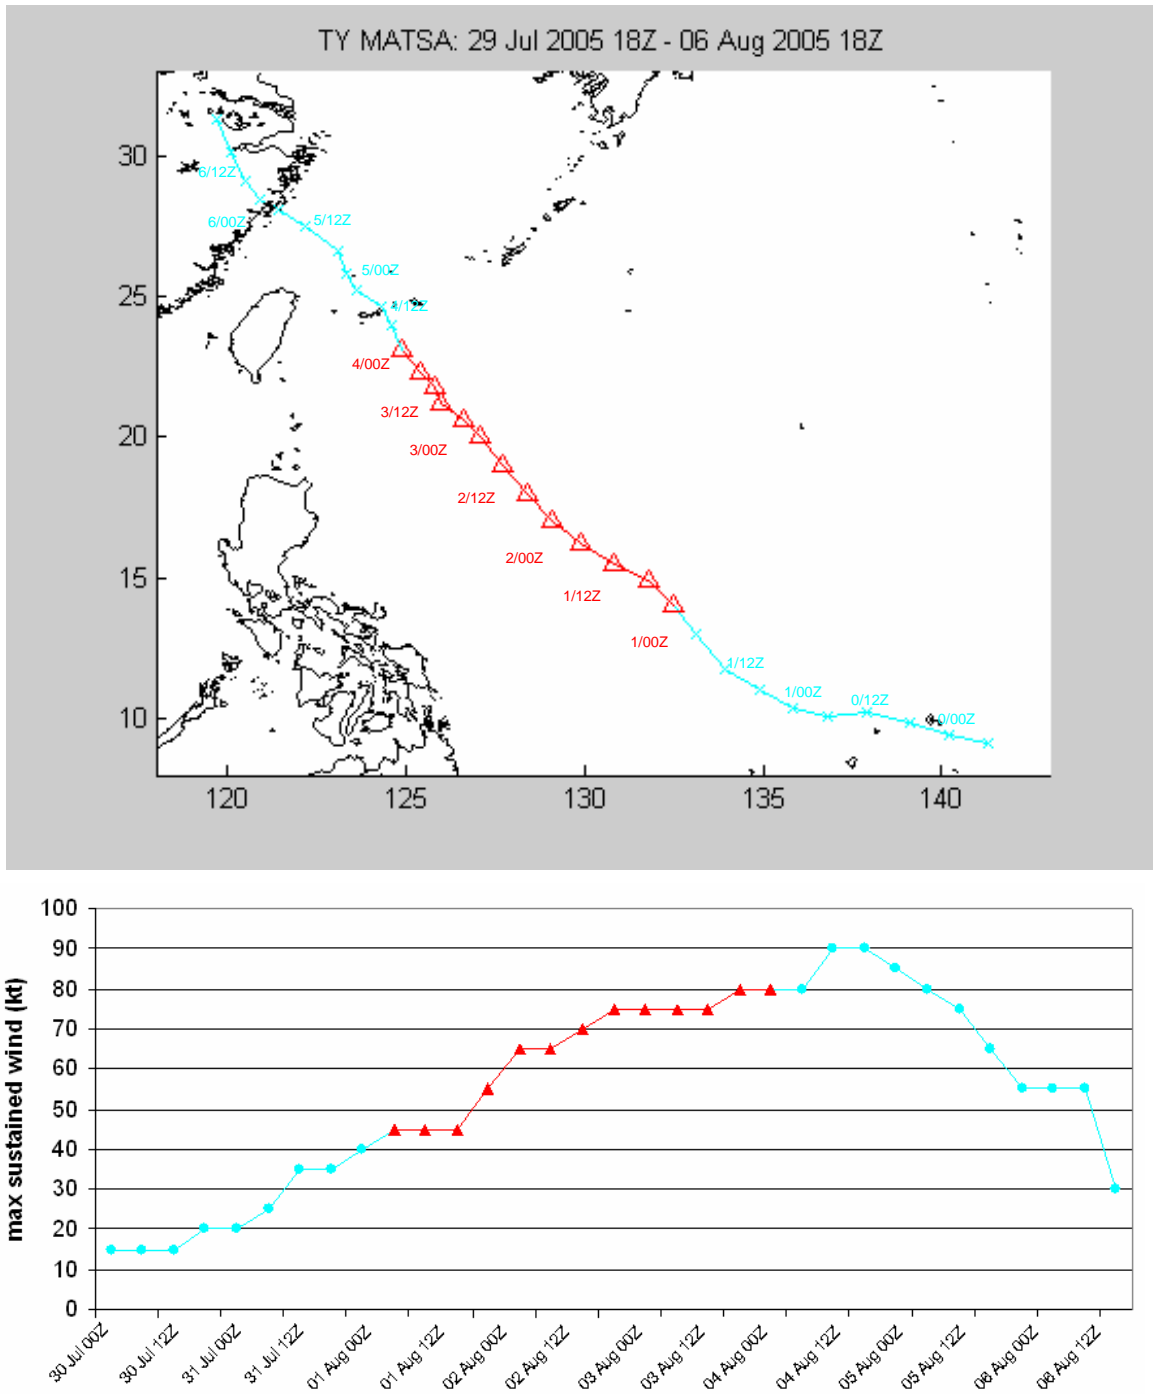 TY MATSA: 29 Jul 2005 18Z - 06 Aug 2005 18Z
30
25
20
15
10
120
125
130
135
140
6/12Z
6/00Z
5/12Z
5/00Z
4/12Z
4/00Z
3/12Z
3/00Z
2/12Z
2/00Z
1/12Z
1/00Z
1/12Z
1/00Z
0/12Z
0/00Z
max sustained wind (kt)
100
90
80
70
60
50
40
30
20
10
0
30 Jul 00Z
30 Jul 12Z
31 Jul 00Z
31 Jul 12Z
01 Aug 00Z
01 Aug 12Z
02 Aug 00Z
02 Aug 12Z
03 Aug 00Z
03 Aug 12Z
04 Aug 00Z
04 Aug 12Z
05 Aug 00Z
05 Aug 12Z
06 Aug 00Z
06 Aug 12Z